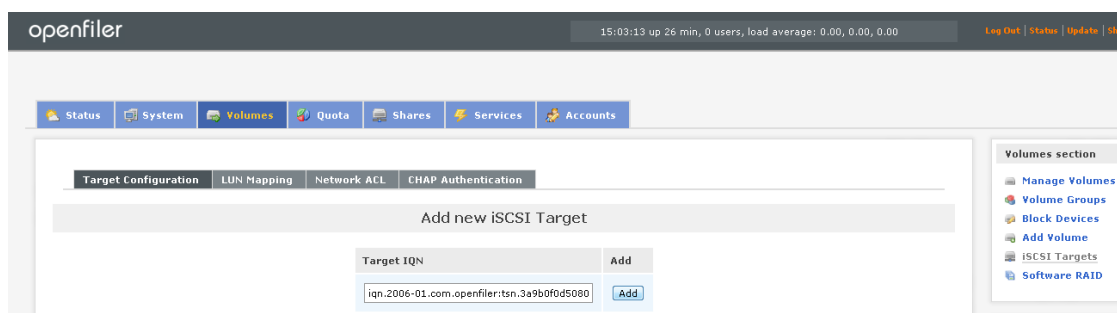 openfiler
15:03:13 up 26 min, 0 users, load average: 0.00, 0.00, 0.00
Log Out | Status | Update |
Status System Volumes Quota Shares Services Accounts
Target Configuration LUN Mapping Network ACL CHAP Authentication
Add new iSCSI Target
Target IQN Add
iqn.2006-01.com.openfiler:tsn.3a9b0f0d5080 Add
Volumes section
Manage Volumes
Volume Groups
Block Devices
Add Volume
iSCSI Targets
Software RAID